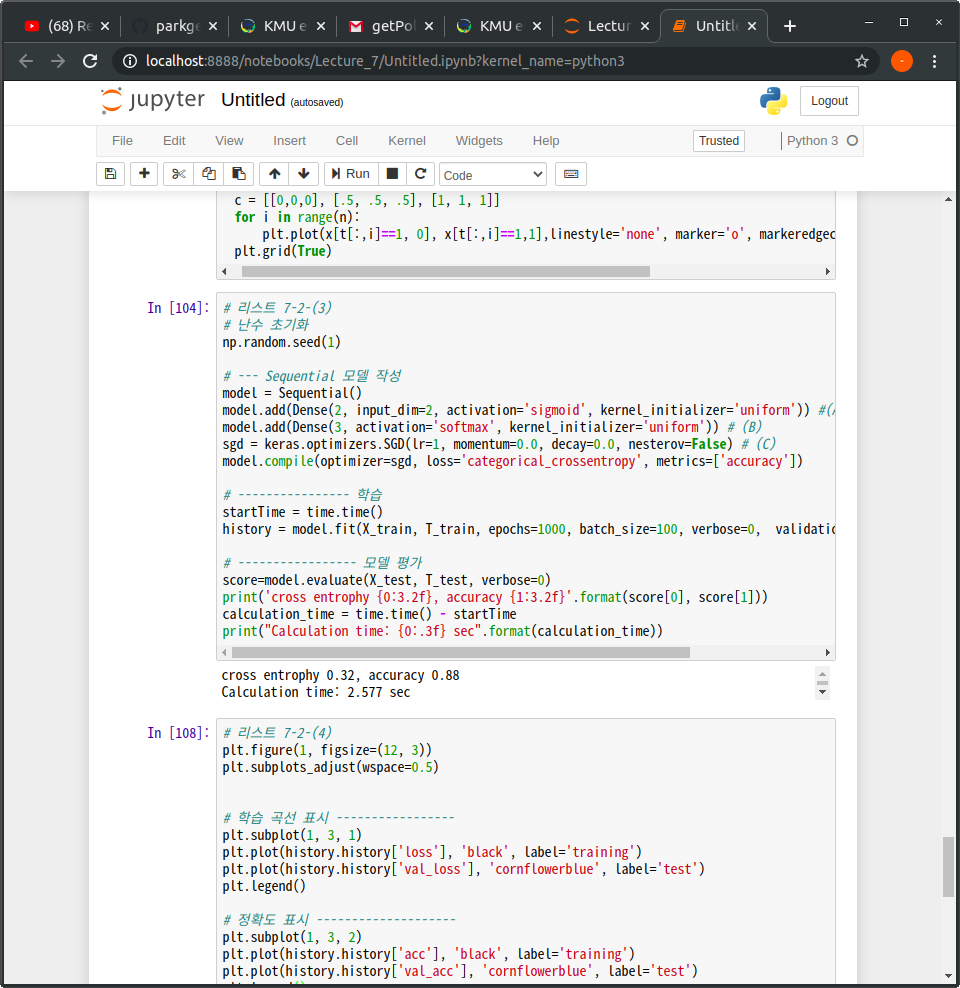 (68) Re
parkge
KMU e
getPol
KMU e
Lectur
Untitle
localhost:8888/notebooks/Lecture_7/Untitled.ipynb?kernel_name=python3
jupyter Untitled (autosaved)
Logout
File Edit View Insert Cell Kernel Widgets Help
Trusted
Python 3
Run
Code
c = [[0,0,0], [.5, .5, .5], [1, 1, 1]]
for i in range(n):
plt.plot(x[t[:,i]==1, 0], x[t[:,i]==1,1],linestyle='none', marker='o', markeredgec
plt.grid(True)
In [104]:
# 리스트 7-2-(3)
# 난수 초기화
np.random.seed(1)
# --- Sequential 모델 작성
model = Sequential()
model.add(Dense(2, input_dim=2, activation='sigmoid', kernel_initializer='uniform')) #(A
model.add(Dense(3, activation='softmax', kernel_initializer='uniform')) # (B)
sgd = keras.optimizers.SGD(lr=1, momentum=0.0, decay=0.0, nesterov=False) # (C)
model.compile(optimizer=sgd, loss='categorical_crossentropy', metrics=['accuracy'])
# ---------------- 학습
startTime = time.time()
history = model.fit(X_train, T_train, epochs=1000, batch_size=100, verbose=0,  validatio
# ----------------- 모델 평가
score=model.evaluate(X_test, T_test, verbose=0)
print('cross entrophy {0:3.2f}, accuracy {1:3.2f}'.format(score[0], score[1]))
calculation_time = time.time() - startTime
print("Calculation time: {0:.3f} sec".format(calculation_time))
cross entrophy 0.32, accuracy 0.88
Calculation time: 2.577 sec
In [108]:
# 리스트 7-2-(4)
plt.figure(1, figsize=(12, 3))
plt.subplots_adjust(wspace=0.5)
# 학습 곡선 표시 -----------------
plt.subplot(1, 3, 1)
plt.plot(history.history['loss'], 'black', label='training')
plt.plot(history.history['val_loss'], 'cornflowerblue', label='test')
plt.legend()
# 정확도 표시 --------------------
plt.subplot(1, 3, 2)
plt.plot(history.history['acc'], 'black', label='training')
plt.plot(history.history['val_acc'], 'cornflowerblue', label='test')